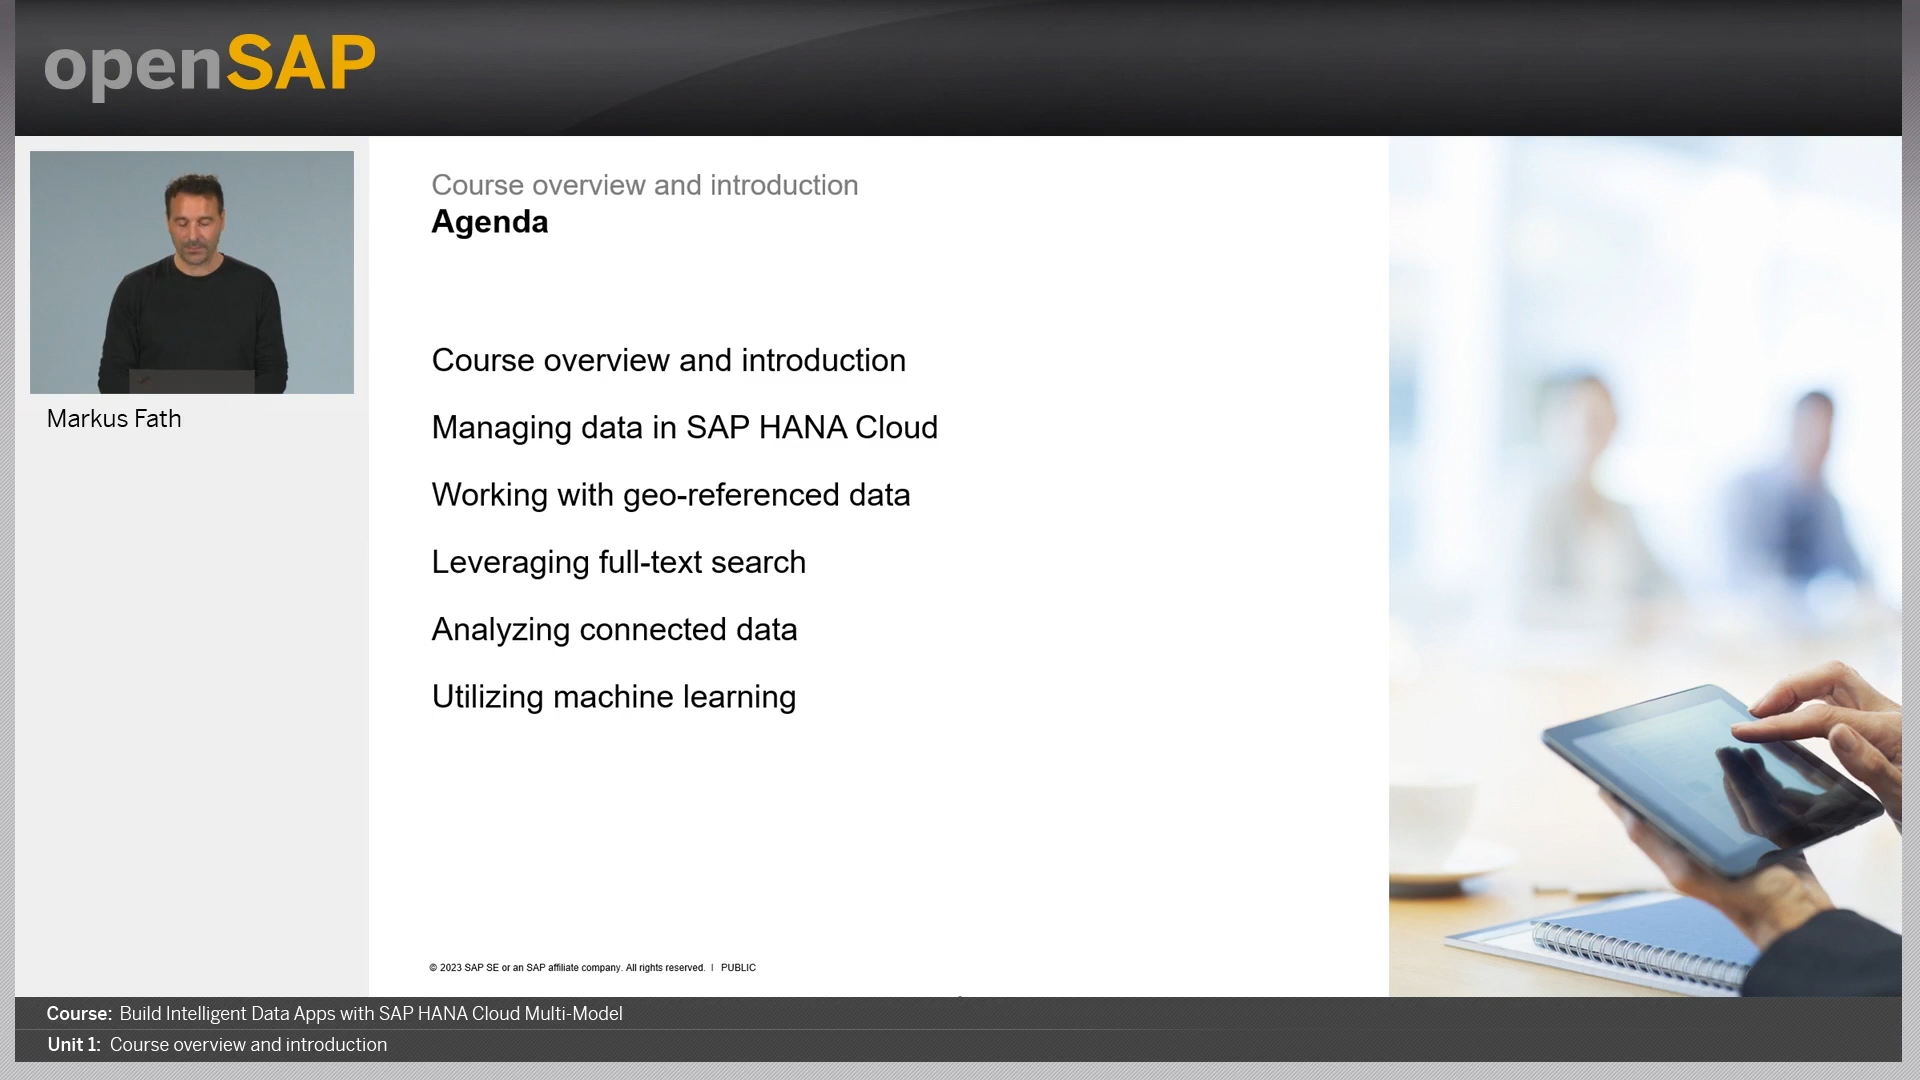 openSAP
Markus Fath
Course overview and introduction
Agenda
Course overview and introduction
Managing data in SAP HANA Cloud
Working with geo-referenced data
Leveraging full-text search
Analyzing connected data
Utilizing machine learning
© 2023 SAP SE or an SAP affiliate company. All rights reserved. | PUBLIC
Course: Build Intelligent Data Apps with SAP HANA Cloud Multi-Model
Unit 1: Course overview and introduction